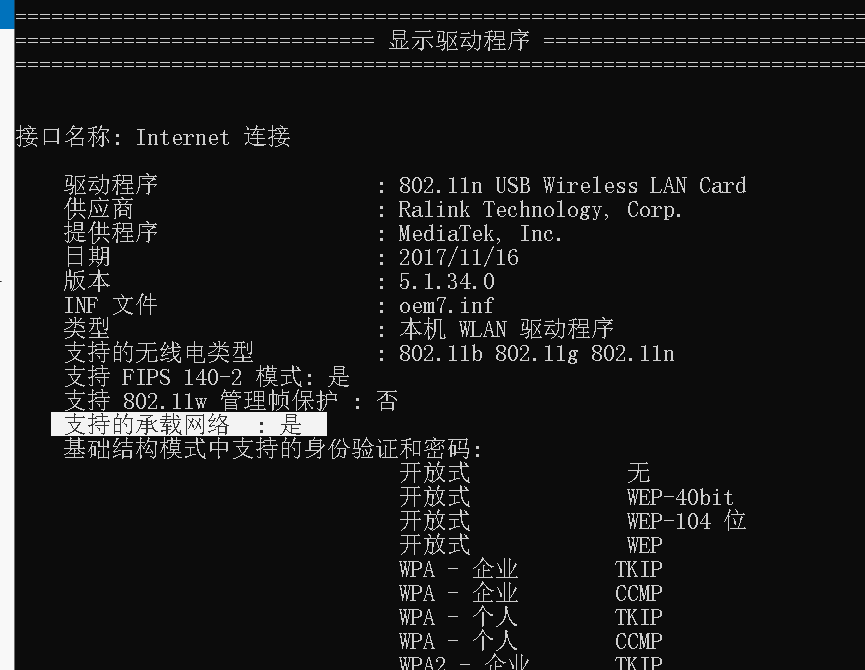 =======================================================================
============================== 显示驱动程序 ===========================
=======================================================================
接口名称: Internet 连接
驱动程序 : 802.11n USB Wireless LAN Card
供应商 : Ralink Technology, Corp.
提供程序 : MediaTek, Inc.
日期 : 2017/11/16
版本 : 5.1.34.0
INF 文件 : oem7.inf
类型 : 本机 WLAN 驱动程序
支持的无线电类型 : 802.11b 802.11g 802.11n
支持 FIPS 140-2 模式: 是
支持 802.11w 管理帧保护 : 否
支持的承载网络 : 是
基础结构模式中支持的身份验证和密码:
开放式 无
开放式 WEP-40bit
开放式 WEP-104 位
开放式 WEP
WPA - 企业 TKIP
WPA - 企业 CCMP
WPA - 个人 TKIP
WPA - 个人 CCMP
WPA2 - 企业 TKIP